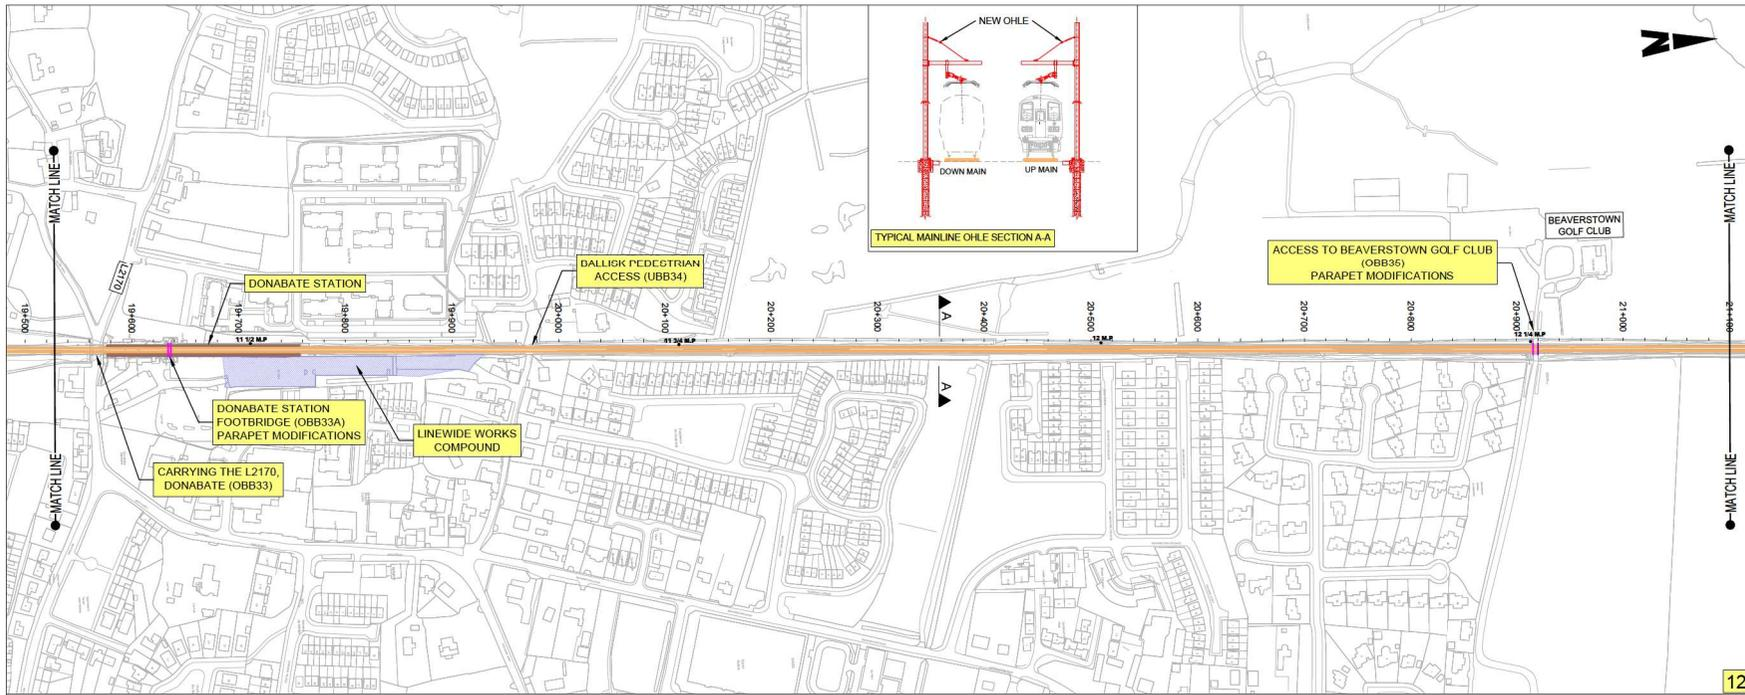 NEW OHLE
DOWN MAIN
UP MAIN
TYPICAL MAINLINE OHLE SECTION A-A
N
MATCH LINE
MATCH LINE
L2170
DONABATE STATION
DALLISK PEDESTRIAN
ACCESS (UBB34)
ACCESS TO BEAVERSTOWN GOLF CLUB
(OBB35)
PARAPET MODIFICATIONS
BEAVERSTOWN
GOLF CLUB
19+500
19+600
19+700
19+800
19+900
20+000
20+100
20+200
20+300
20+400
20+500
20+600
20+700
20+800
20+900
21+000
21+100
11 1/2 M.P
11 3/4 M.P
12 M.P
12 1/4 M.P
A
A
DONABATE STATION
FOOTBRIDGE (OBB33A)
PARAPET MODIFICATIONS
LINEWIDE WORKS
COMPOUND
CARRYING THE L2170,
DONABATE (OBB33)
MATCH LINE
MATCH LINE
12